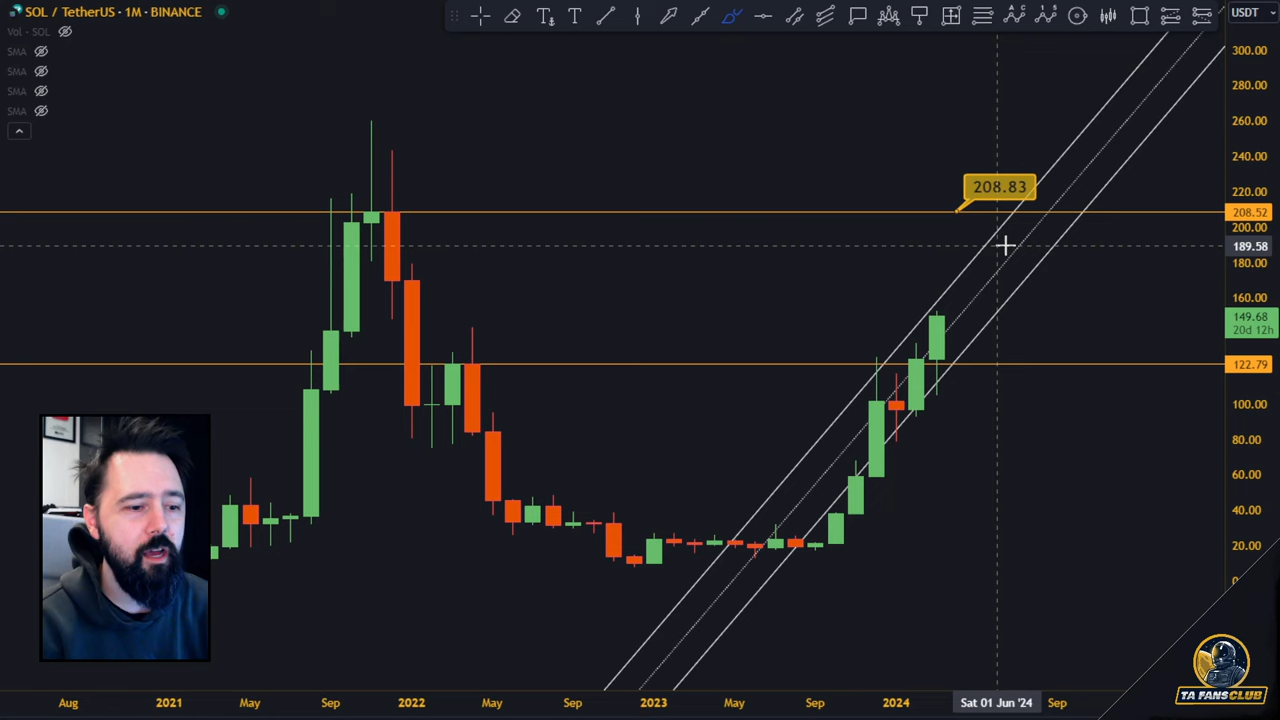 SOL / TetherUS · 1M · BINANCE
USDT
Vol - SOL
SMA
SMA
SMA
SMA
300.00
280.00
260.00
240.00
220.00
208.83
208.52
200.00
189.58
180.00
160.00
149.68
20d 12h
122.79
100.00
80.00
60.00
40.00
20.00
0
Aug
2021
May
Sep
2022
May
Sep
2023
May
Sep
2024
Sat 01 Jun '24
Sep
TA FANSCLUB